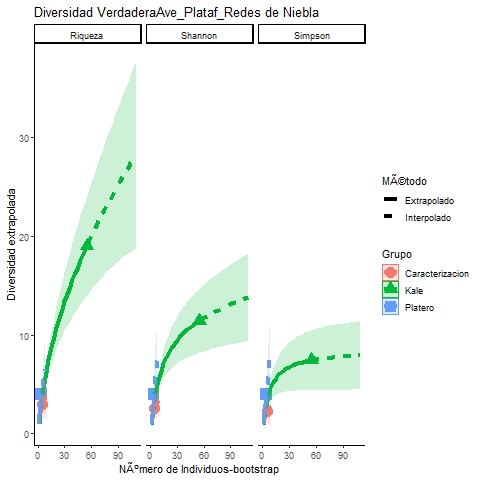 Diversidad VerdaderaAve_Plataf_Redes de Niebla
Riqueza
Shannon
Simpson
Diversidad extrapolada
30
20
10
0
0 30 60 90
0 30 60 90
0 30 60 90
NÃºmero de Individuos-bootstrap
MÃ©todo
Extrapolado
Interpolado
Grupo
Caracterizacion
Kale
Platero